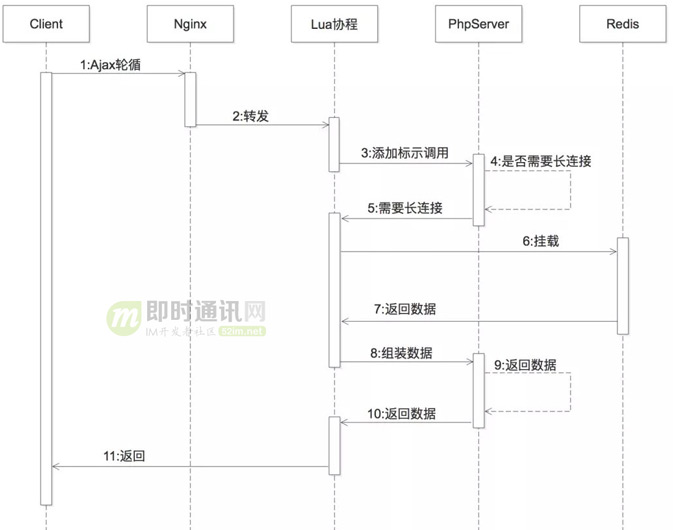 Client
Nginx
Lua协程
PhpServer
Redis
1:Ajax轮循
2:转发
3:添加标示调用
4:是否需要长连接
5:需要长连接
6:挂载
7:返回数据
即时通讯网
IM开发者社区 52im.net
8:组装数据
9:返回数据
10:返回数据
11:返回